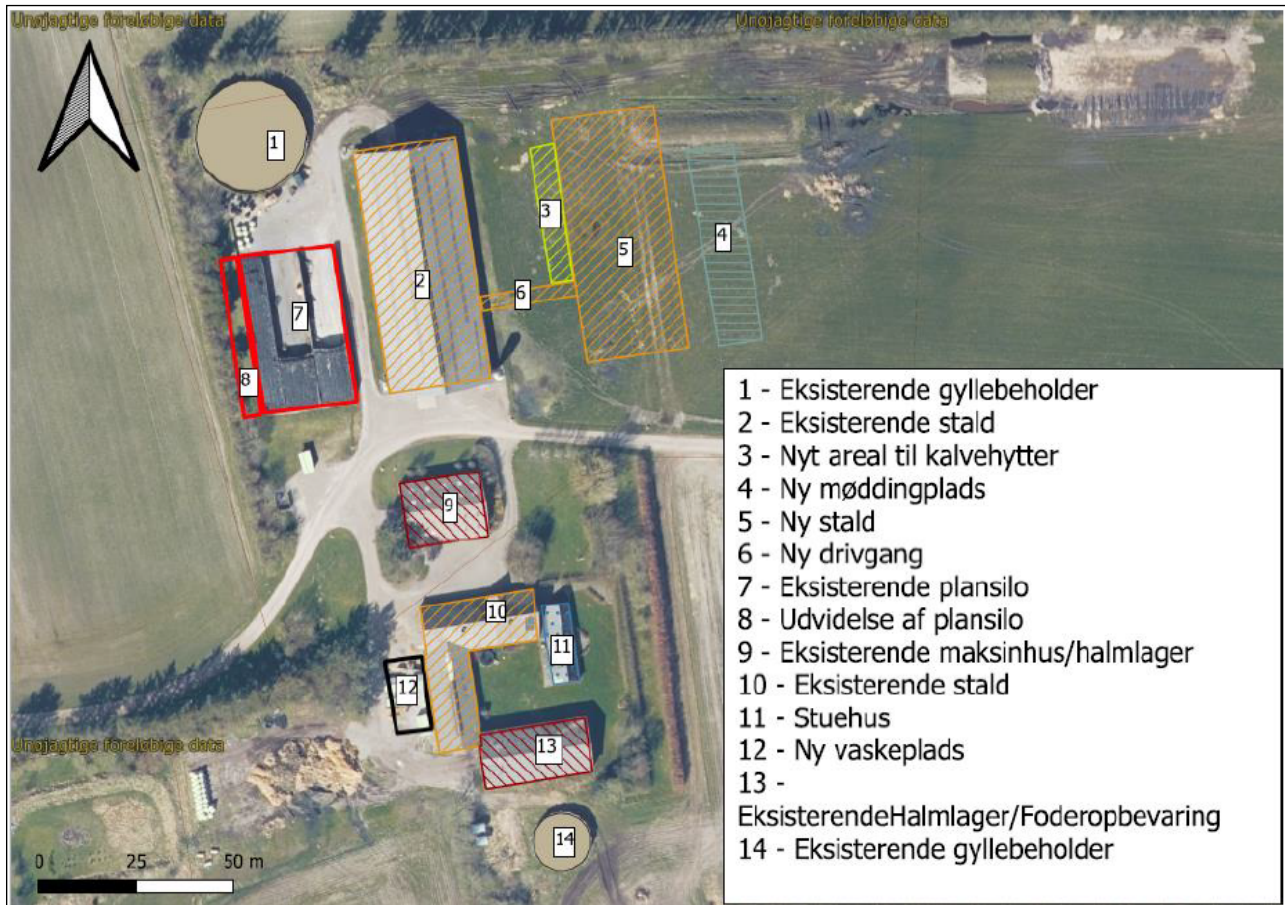 Unøjagtige foreløbige data
Unøjagtige foreløbige data
1
2
3
4
5
6
7
8
9
10
11
12
13
14
Unøjagtige foreløbige data
0 25 50 m
1 - Eksisterende gyllebeholder
2 - Eksisterende stald
3 - Nyt areal til kalvehytter
4 - Ny møddingplads
5 - Ny stald
6 - Ny drivgang
7 - Eksisterende plansilo
8 - Udvidelse af plansilo
9 - Eksisterende maksinhus/halmlager
10 - Eksisterende stald
11 - Stuehus
12 - Ny vaskeplads
13 -
EksisterendeHalmlager/Foderopbevaring
14 - Eksisterende gyllebeholder